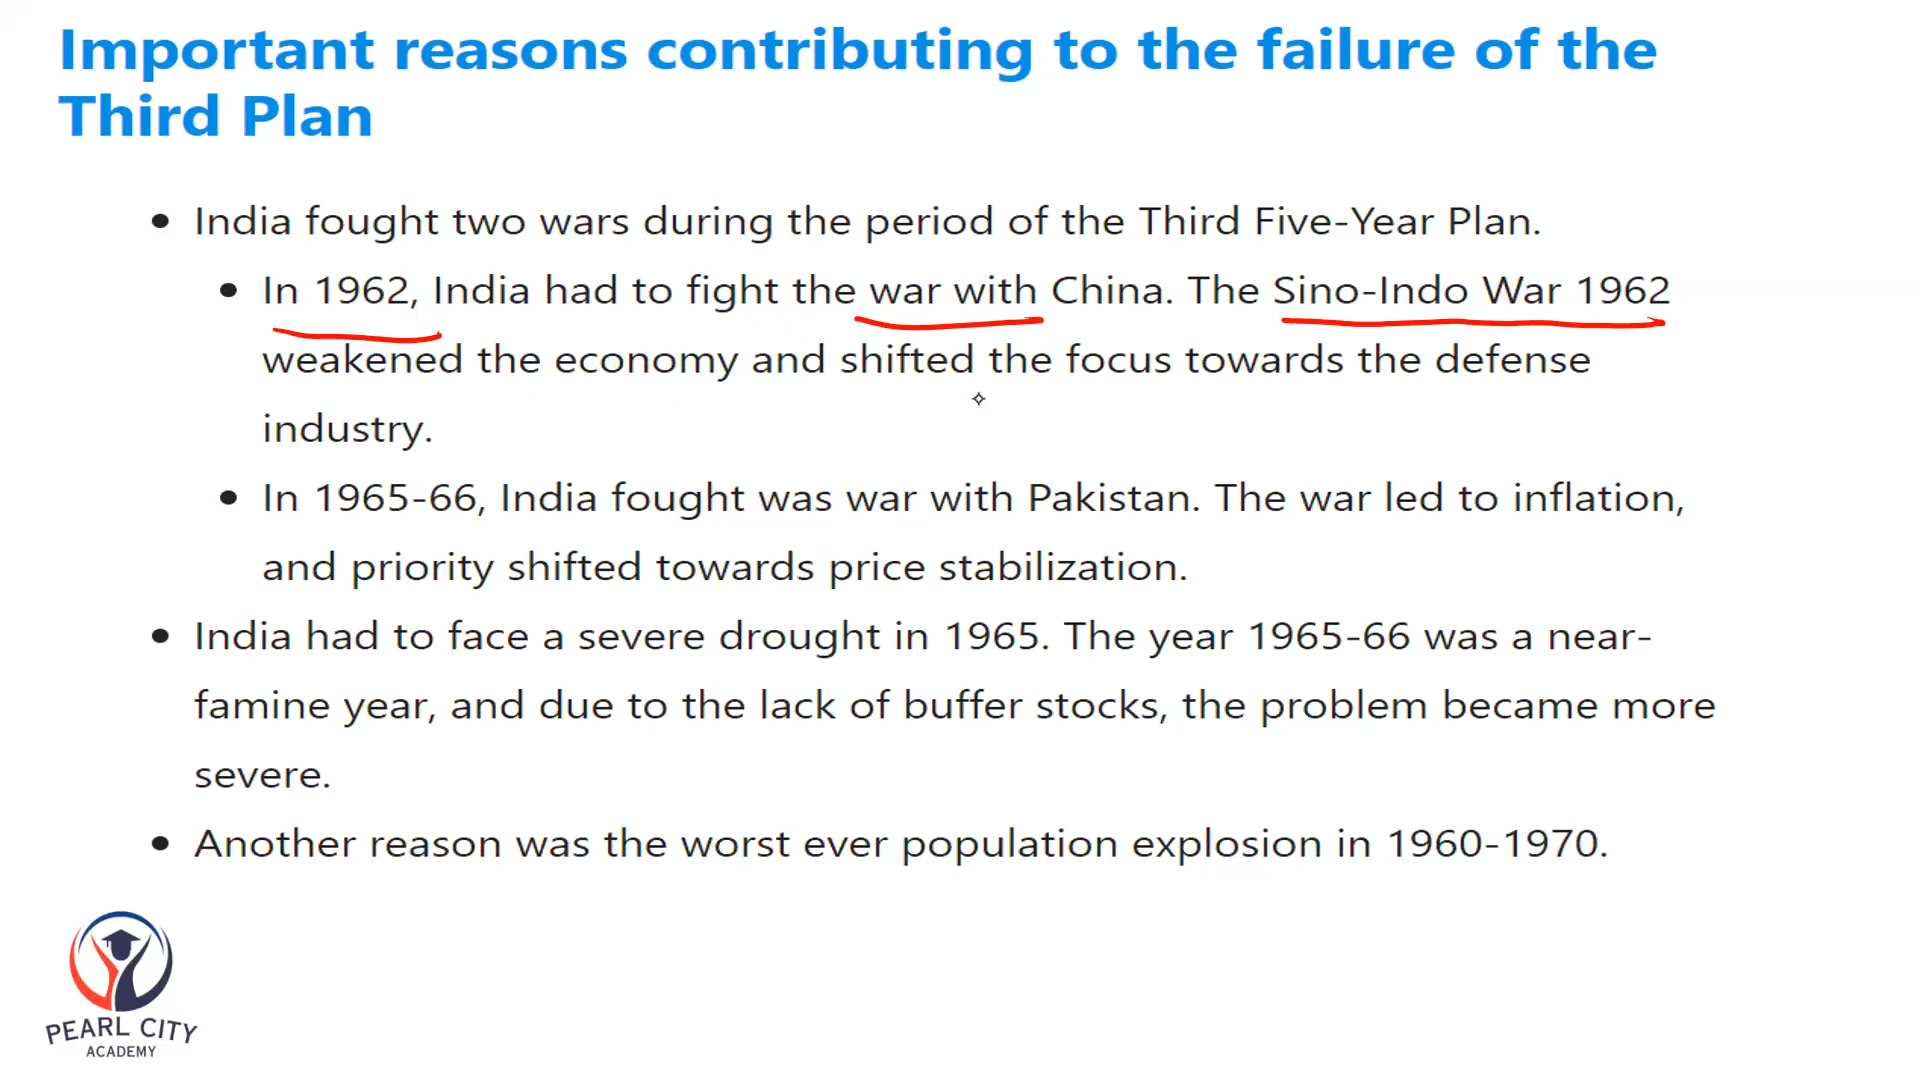 Important reasons contributing to the failure of the
Third Plan
• India fought two wars during the period of the Third Five-Year Plan.
• In 1962, India had to fight the war with China. The Sino-Indo War 1962
weakened the economy and shifted the focus towards the defense
industry.
• In 1965-66, India fought was war with Pakistan. The war led to inflation,
and priority shifted towards price stabilization.
• India had to face a severe drought in 1965. The year 1965-66 was a near-
famine year, and due to the lack of buffer stocks, the problem became more
severe.
• Another reason was the worst ever population explosion in 1960-1970.
PEARL CITY
ACADEMY